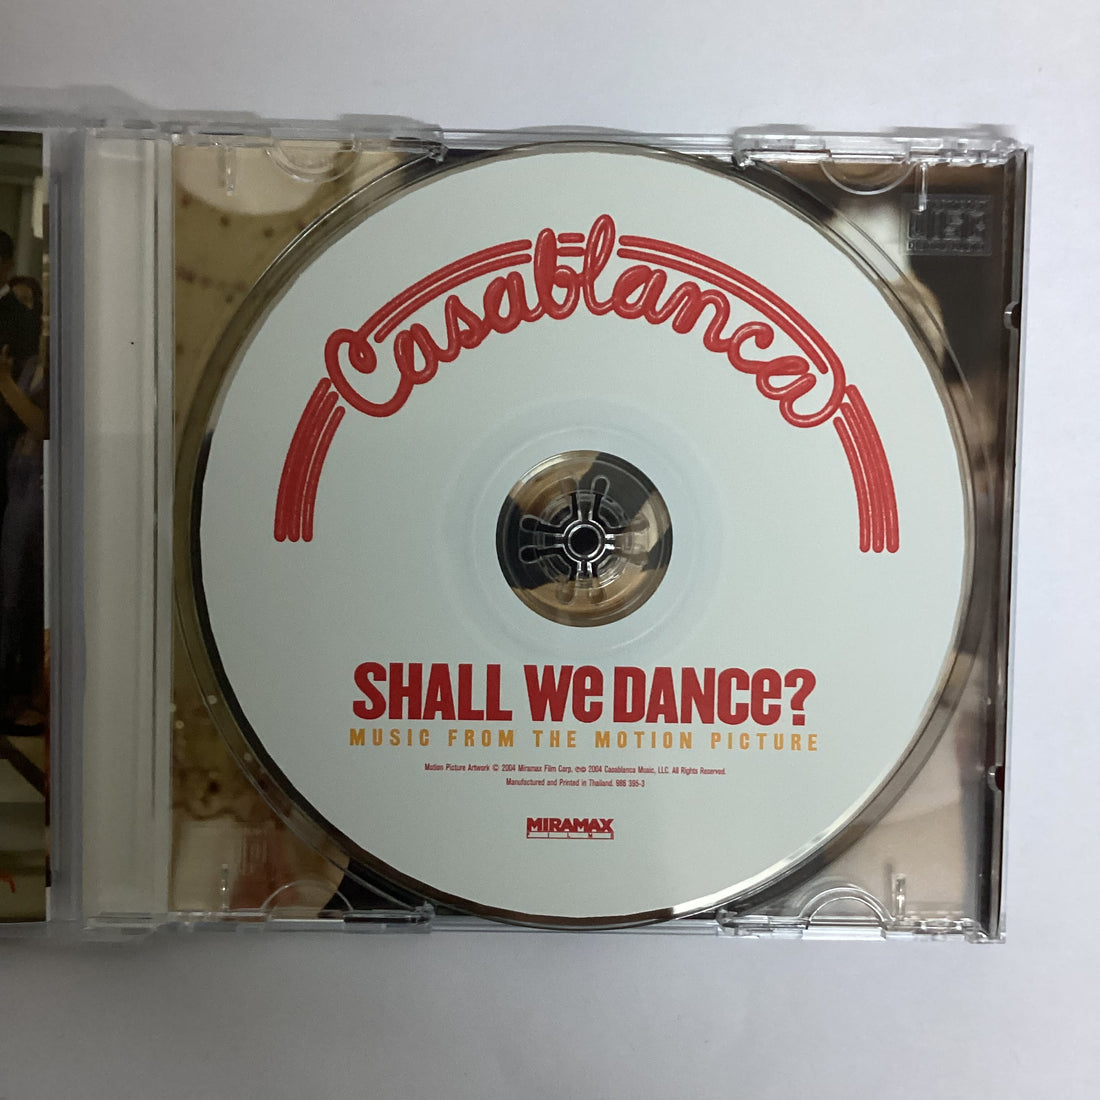 Casablanca
SHALL We DANCe?
MUSIC FROM THE MOTION PICTURE
Motion Picture Artwork © 2004 Miramax Film Corp. ℗© 2004 Casablanca Music, LLC. All Rights Reserved.
Manufactured and Printed in Thailand. 986 395-3
MIRAMAX
FILMS